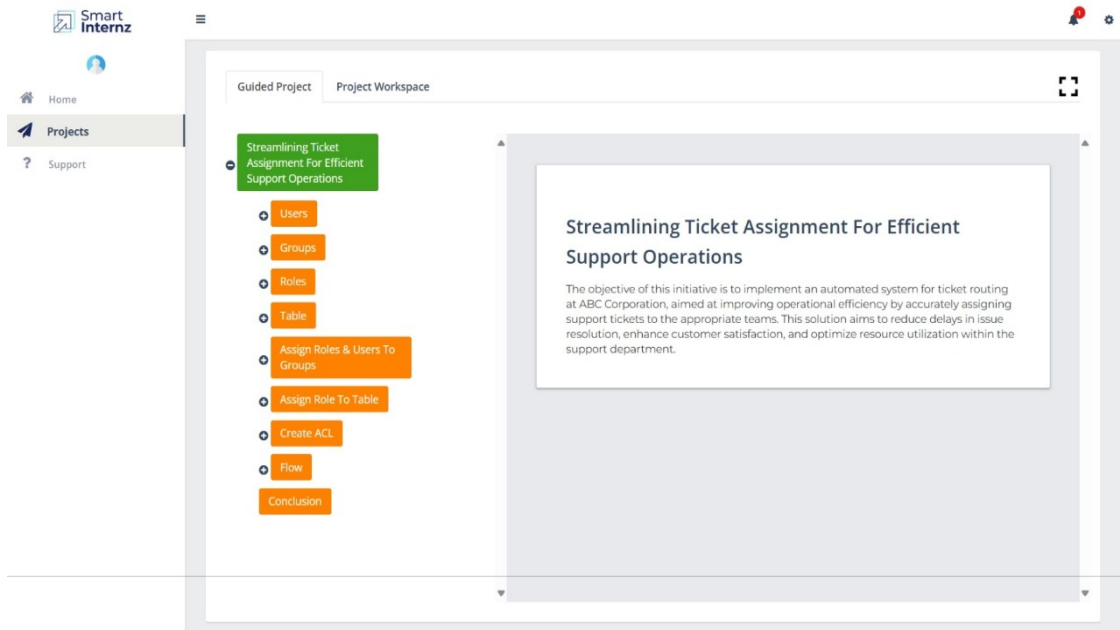 Smart
Internz
1
Home
Projects
Support
Guided Project
Project Workspace
Streamlining Ticket
Assignment For Efficient
Support Operations
Users
Groups
Roles
Table
Assign Roles & Users To
Groups
Assign Role To Table
Create ACL
Flow
Conclusion
Streamlining Ticket Assignment For Efficient
Support Operations
The objective of this initiative is to implement an automated system for ticket routing
at ABC Corporation, aimed at improving operational efficiency by accurately assigning
support tickets to the appropriate teams. This solution aims to reduce delays in issue
resolution, enhance customer satisfaction, and optimize resource utilization within the
support department.